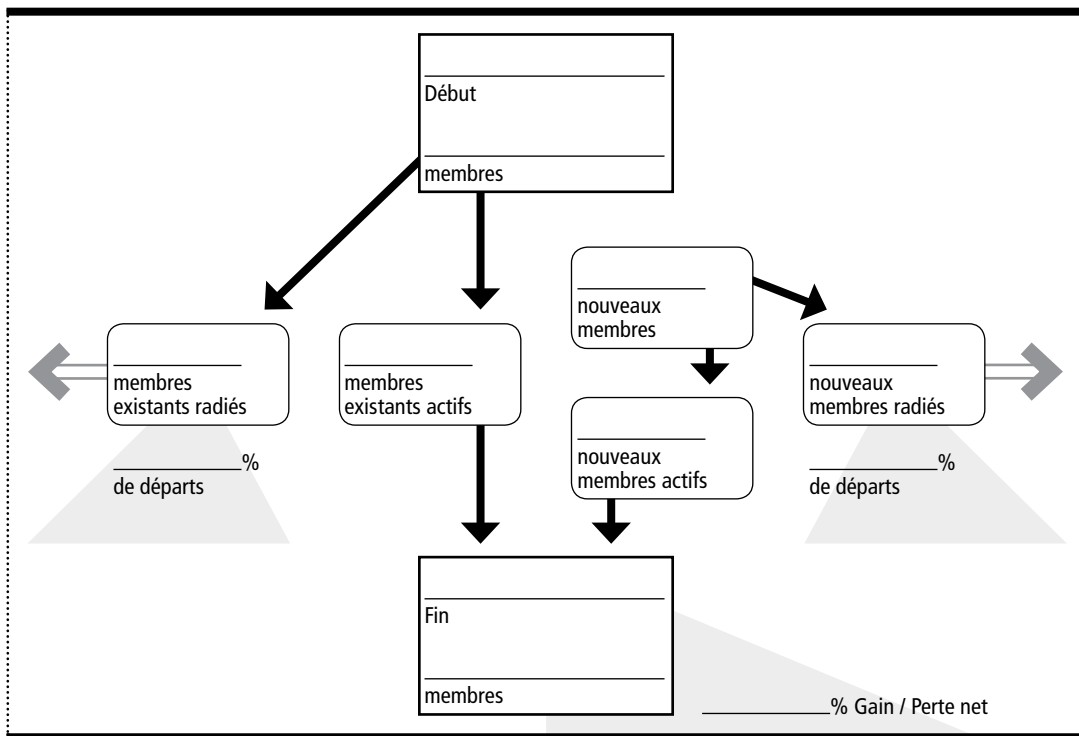 Début
membres
nouveaux
membres
membres
existants radiés
membres
existants actifs
nouveaux
membres radiés
nouveaux
membres actifs
%
de départs
%
de départs
Fin
membres
% Gain / Perte net